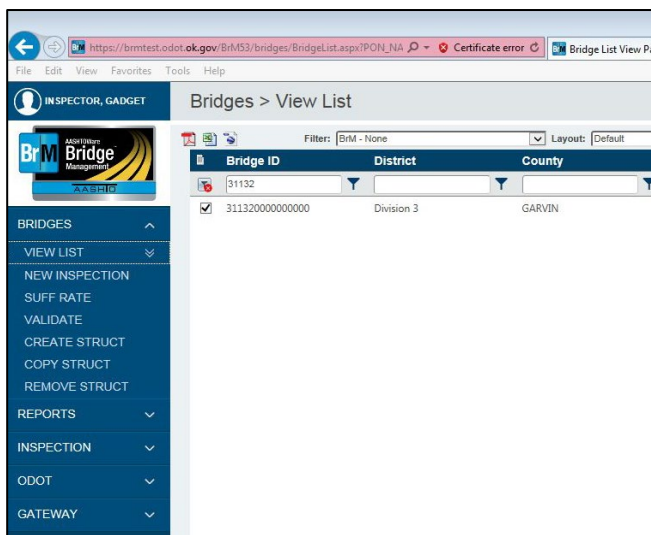 https://brmtest.odot.ok.gov/BrM53/bridges/BridgeList.aspx?PON_NA
Certificate error
Bridge List View Pa
File Edit View Favorites Tools Help
INSPECTOR, GADGET
Bridges > View List
BrM AASHTOWare Bridge Management
AASHTO
Filter: BrM - None Layout: Default
Bridge ID District County
31132
311320000000000 Division 3 GARVIN
BRIDGES
VIEW LIST
NEW INSPECTION
SUFF RATE
VALIDATE
CREATE STRUCT
COPY STRUCT
REMOVE STRUCT
REPORTS
INSPECTION
ODOT
GATEWAY